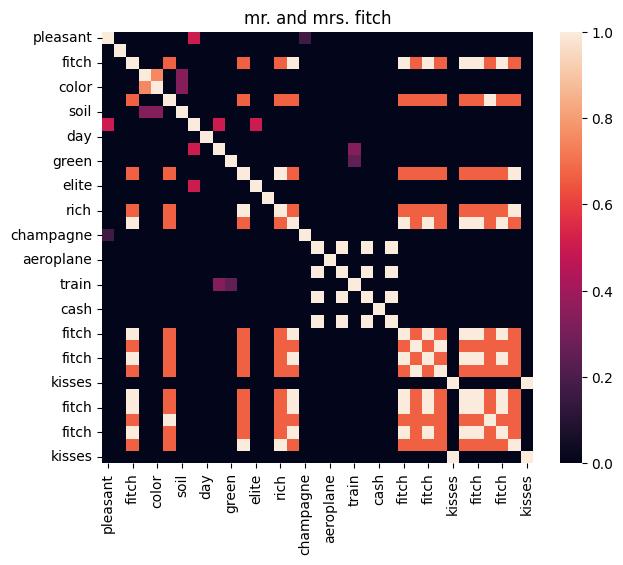 mr. and mrs. fitch
pleasant
fitch
color
soil
day
green
elite
rich
champagne
aeroplane
train
cash
fitch
fitch
kisses
fitch
fitch
kisses
1.0
0.8
0.6
0.4
0.2
0.0
pleasant
fitch
color
soil
day
green
elite
rich
champagne
aeroplane
train
cash
fitch
fitch
kisses
fitch
fitch
kisses